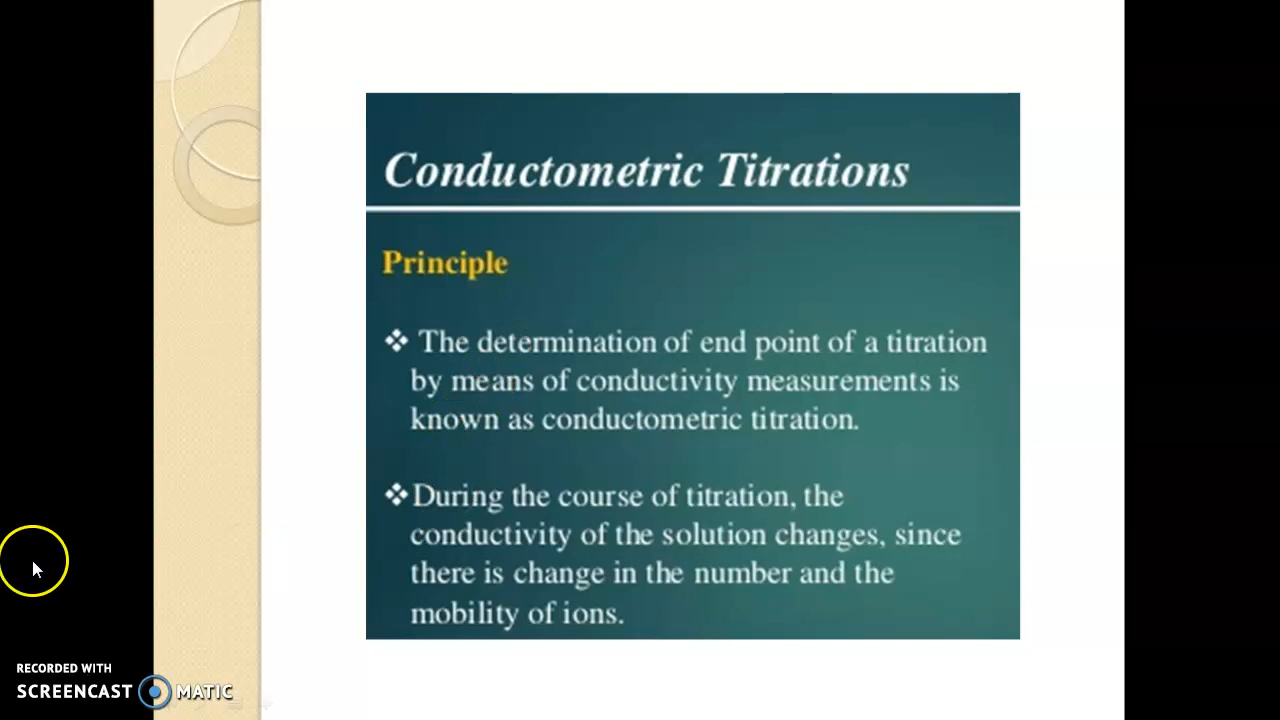 Conductometric Titrations
Principle
❖ The determination of end point of a titration
by means of conductivity measurements is
known as conductometric titration.
❖During the course of titration, the
conductivity of the solution changes, since
there is change in the number and the
mobility of ions.
RECORDED WITH
SCREENCAST MATIC